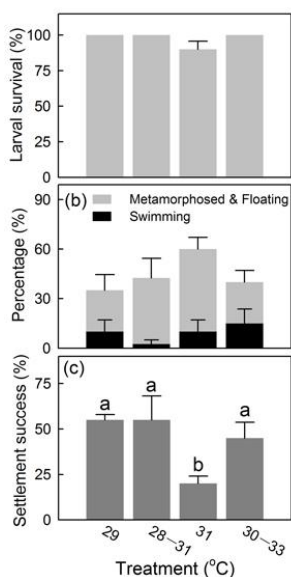 Larval survival (%)
100
75
50
25
0
(b)
Metamorphosed & Floating
Swimming
Percentage (%)
90
60
30
0
(c)
Settlement success (%)
75
50
25
0
a
a
b
a
29
28—31
31
30—33
Treatment (°C)